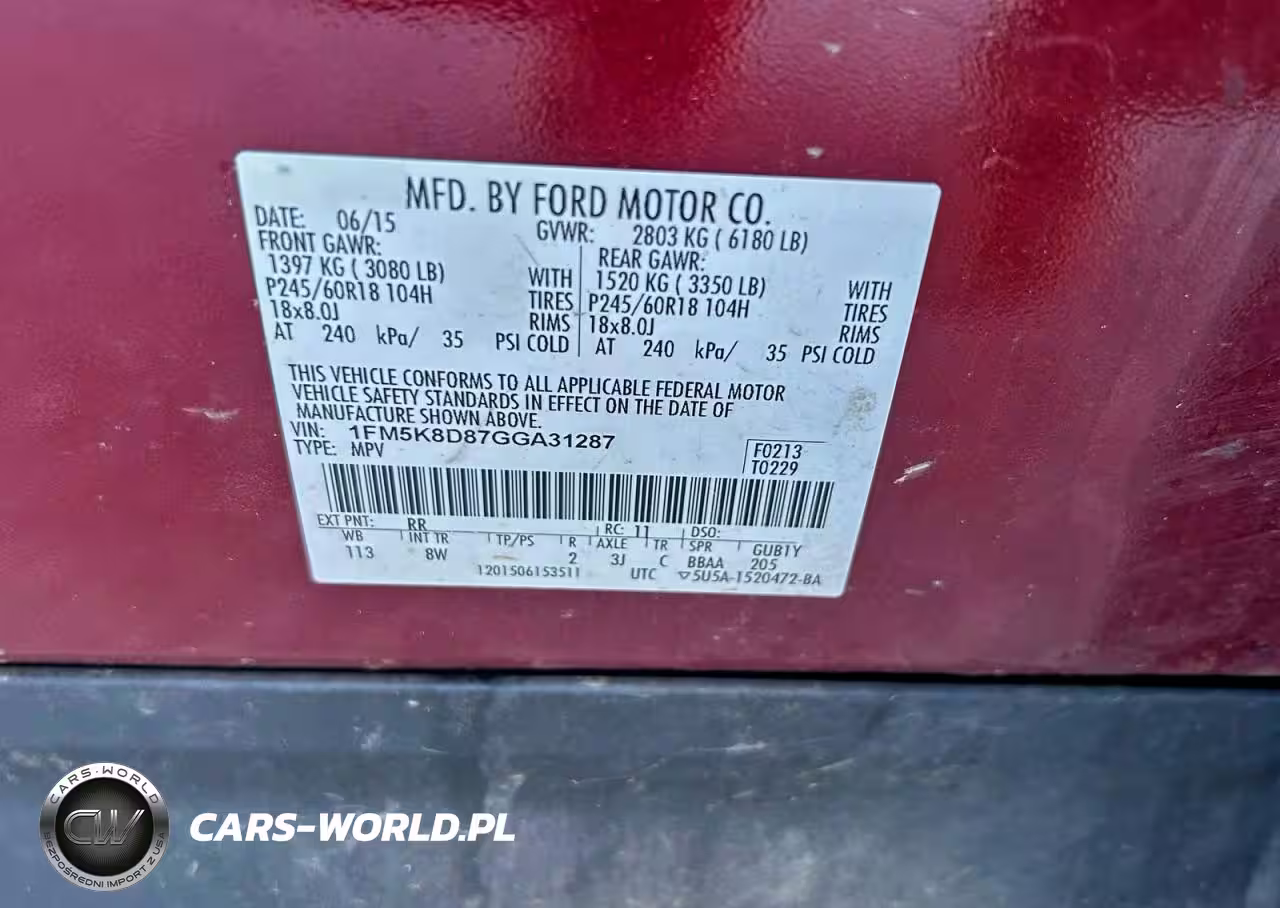 MFD. BY FORD MOTOR CO.
DATE: 06/15 GVWR: 2803 KG ( 6180 LB)
FRONT GAWR: REAR GAWR:
1397 KG ( 3080 LB) WITH 1520 KG ( 3350 LB) WITH
P245/60R18 104H TIRES P245/60R18 104H TIRES
18x8.0J RIMS 18x8.0J RIMS
AT 240 kPa/ 35 PSI COLD AT 240 kPa/ 35 PSI COLD
THIS VEHICLE CONFORMS TO ALL APPLICABLE FEDERAL MOTOR
VEHICLE SAFETY STANDARDS IN EFFECT ON THE DATE OF
MANUFACTURE SHOWN ABOVE.
VIN: 1FM5K8D87GGA31287
TYPE: MPV
F0213
T0229
EXT PNT: RR RC: 11 DSO:
WB INT TR TP/PS R AXLE TR SPR GUB1Y
113 8W 2 3J C BBAA 205
1201506153511 UTC ▽5U5A-1520472-BA
CARS-WORLD
CW
BEZPOŚREDNI IMPORT Z USA
CARS-WORLD.PL